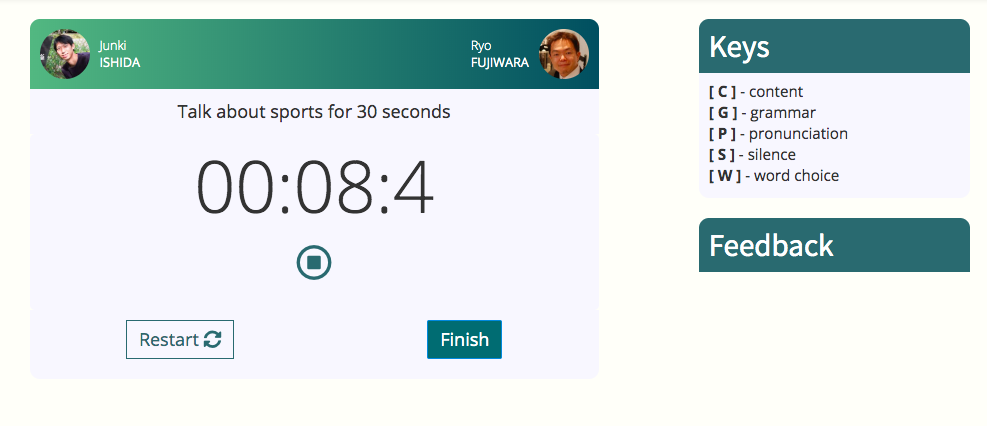 Junki
ISHIDA
Ryo
FUJIWARA
Talk about sports for 30 seconds
00:08:4
Restart
Finish
Keys
[ C ] - content
[ G ] - grammar
[ P ] - pronunciation
[ S ] - silence
[ W ] - word choice
Feedback